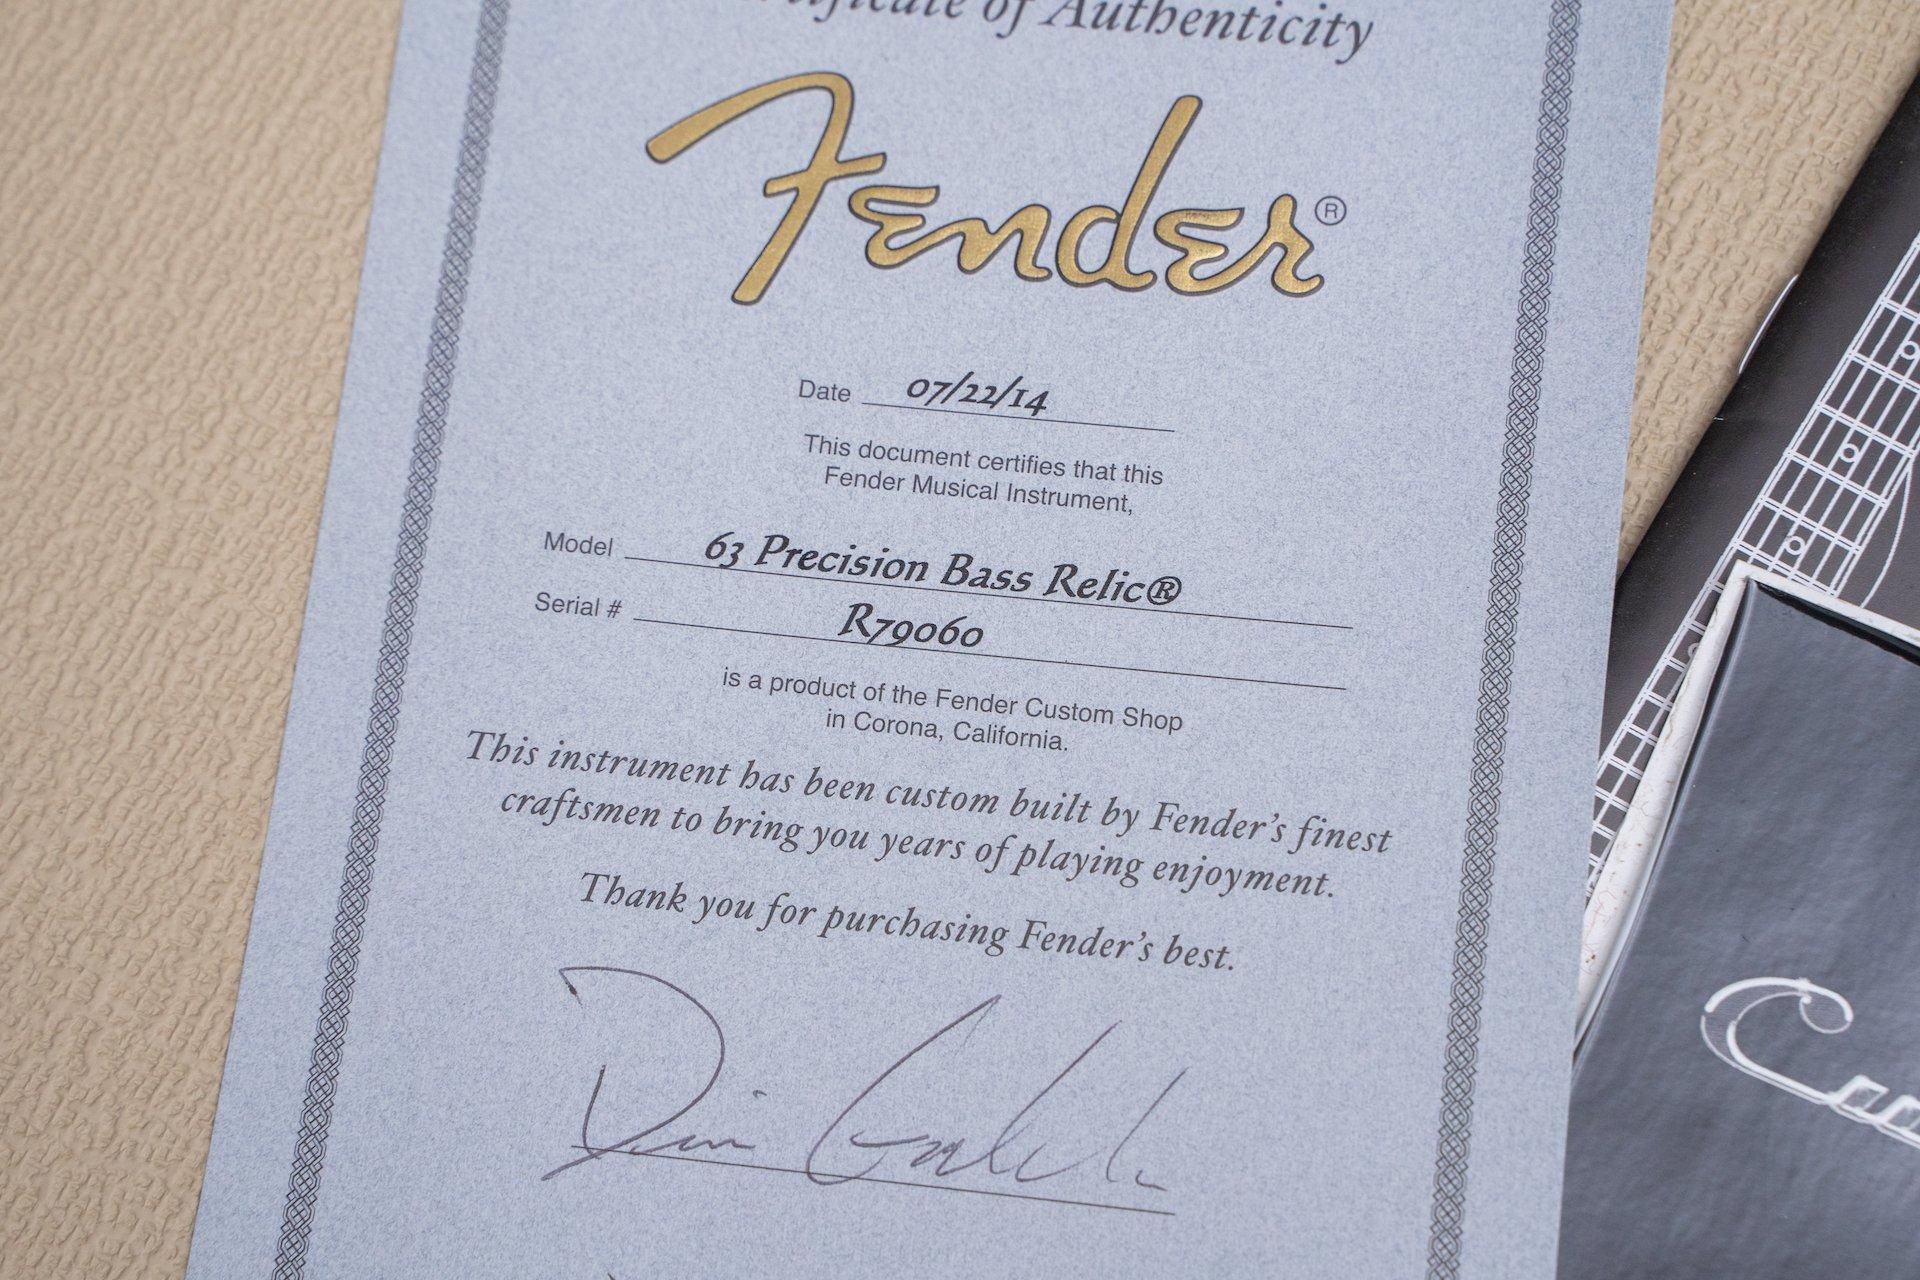 Certificate of Authenticity
Fender®
Date 07/22/14
This document certifies that this
Fender Musical Instrument,
Model 63 Precision Bass Relic®
Serial # R79060
is a product of the Fender Custom Shop
in Corona, California.
This instrument has been custom built by Fender's finest
craftsmen to bring you years of playing enjoyment.
Thank you for purchasing Fender's best.